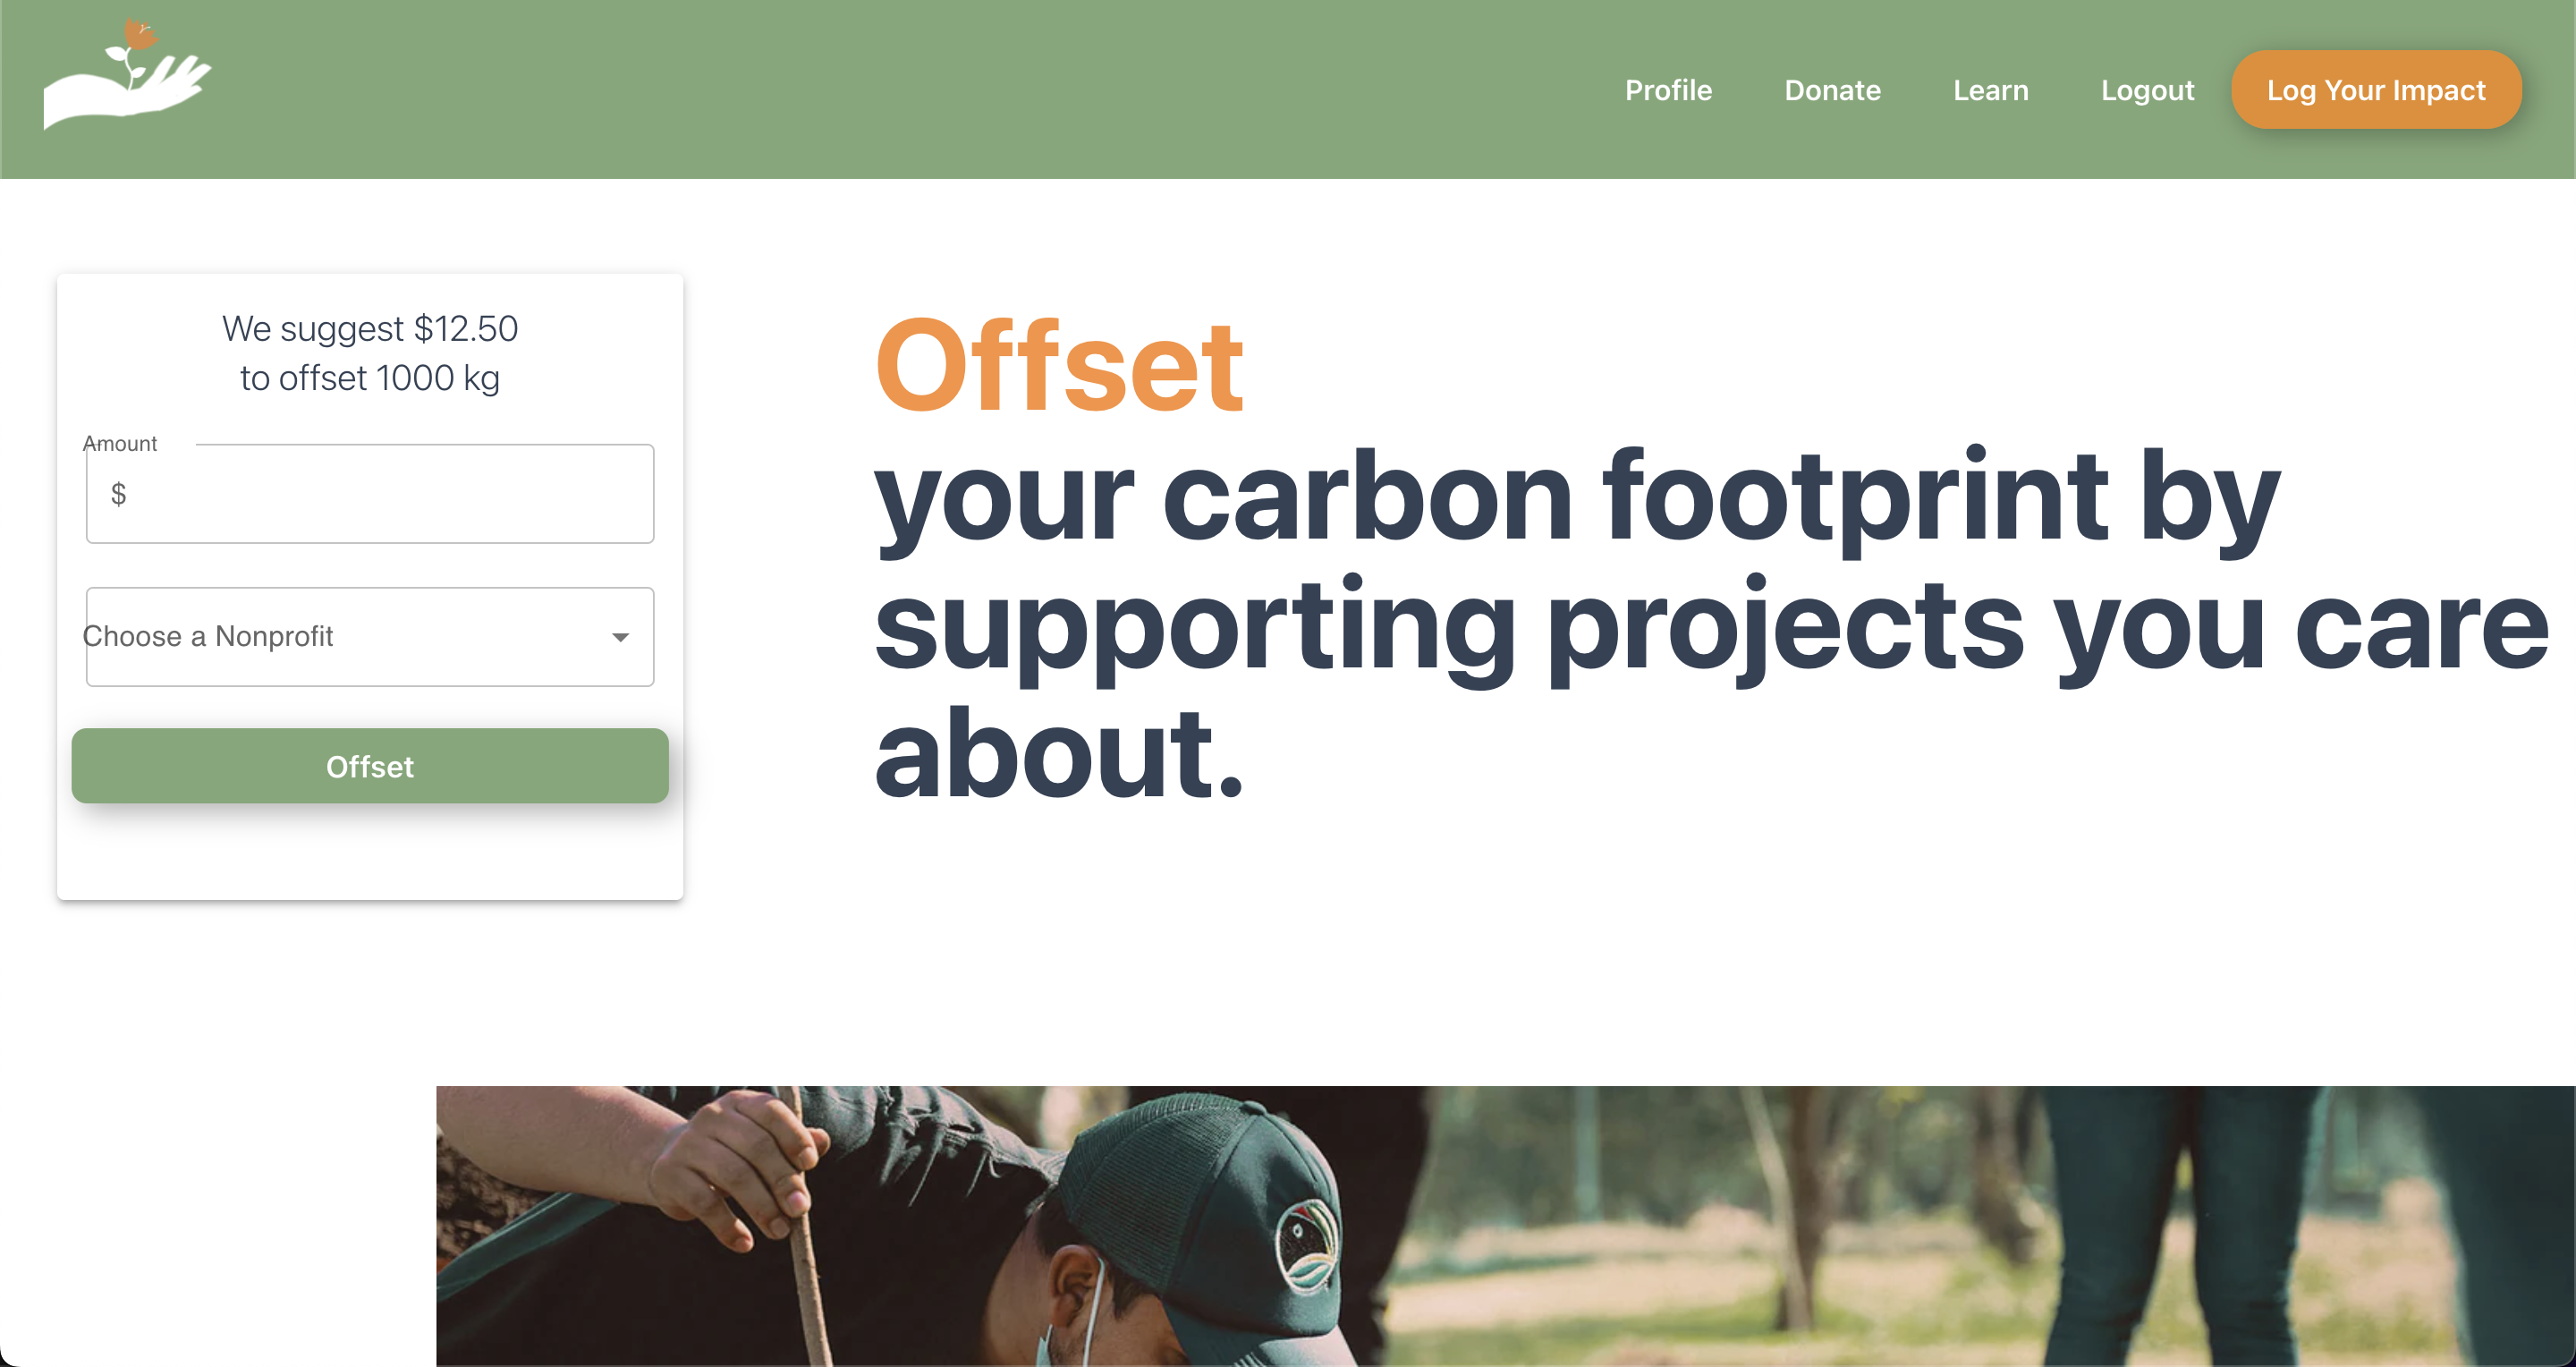 Profile
Donate
Learn
Logout
Log Your Impact
We suggest $12.50
to offset 1000 kg
Amount
$
Choose a Nonprofit
Offset
Offset
your carbon footprint by
supporting projects you care
about.